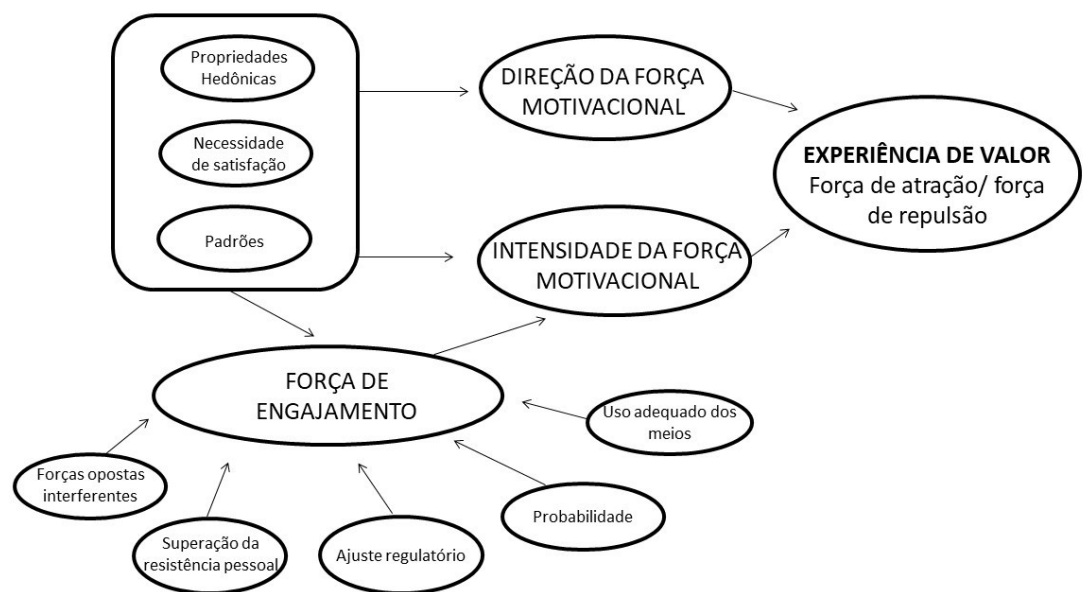 Propriedades
Hedônicas
Necessidade
de satisfação
Padrões
DIREÇÃO DA FORÇA
MOTIVACIONAL
INTENSIDADE DA FORÇA
MOTIVACIONAL
EXPERIÊNCIA DE VALOR
Força de atração/ força
de repulsão
FORÇA DE
ENGAJAMENTO
Forças opostas
interferentes
Superação da
resistência pessoal
Ajuste regulatório
Probabilidade
Uso adequado dos
meios